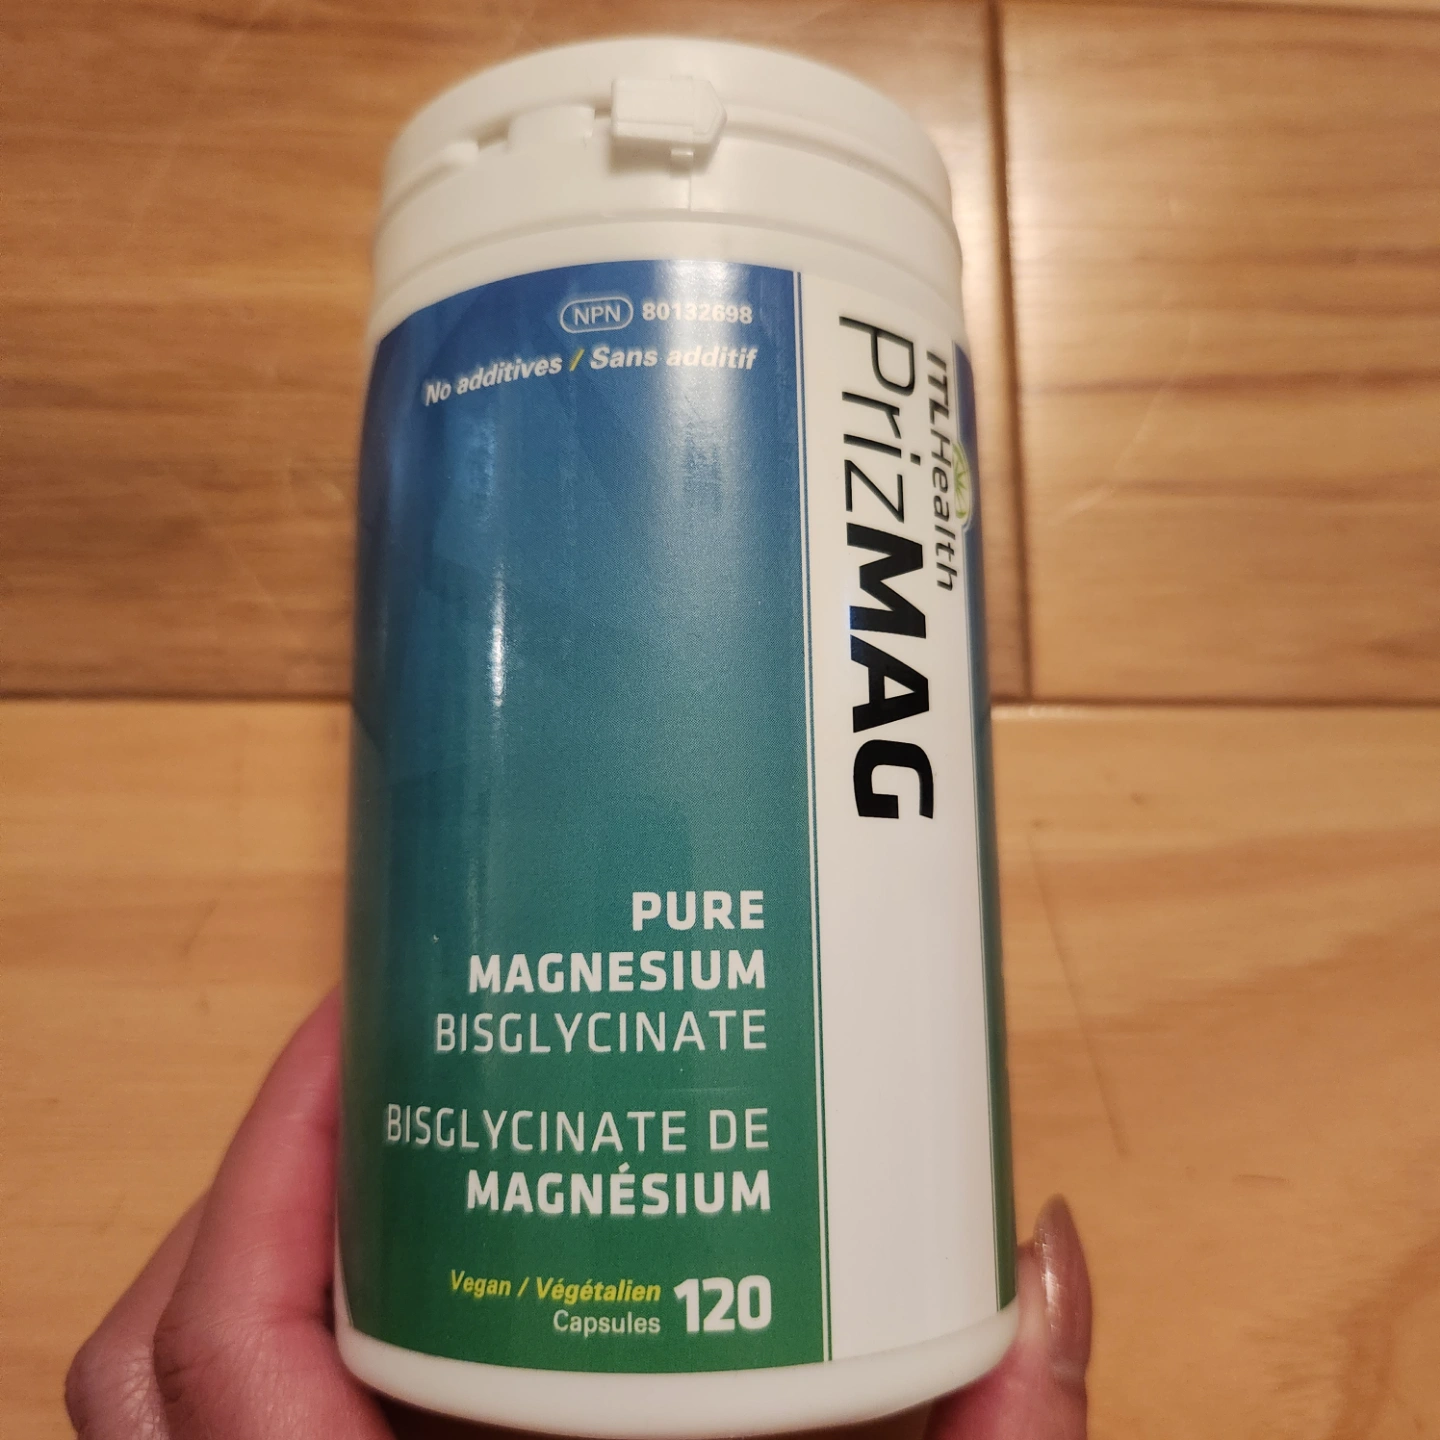 NPN 80132698
No additives / Sans additif
ITLHealth
PrizMAG
PURE
MAGNESIUM
BISGLYCINATE
BISGLYCINATE DE
MAGNÉSIUM
Vegan / Végétalien
Capsules 120